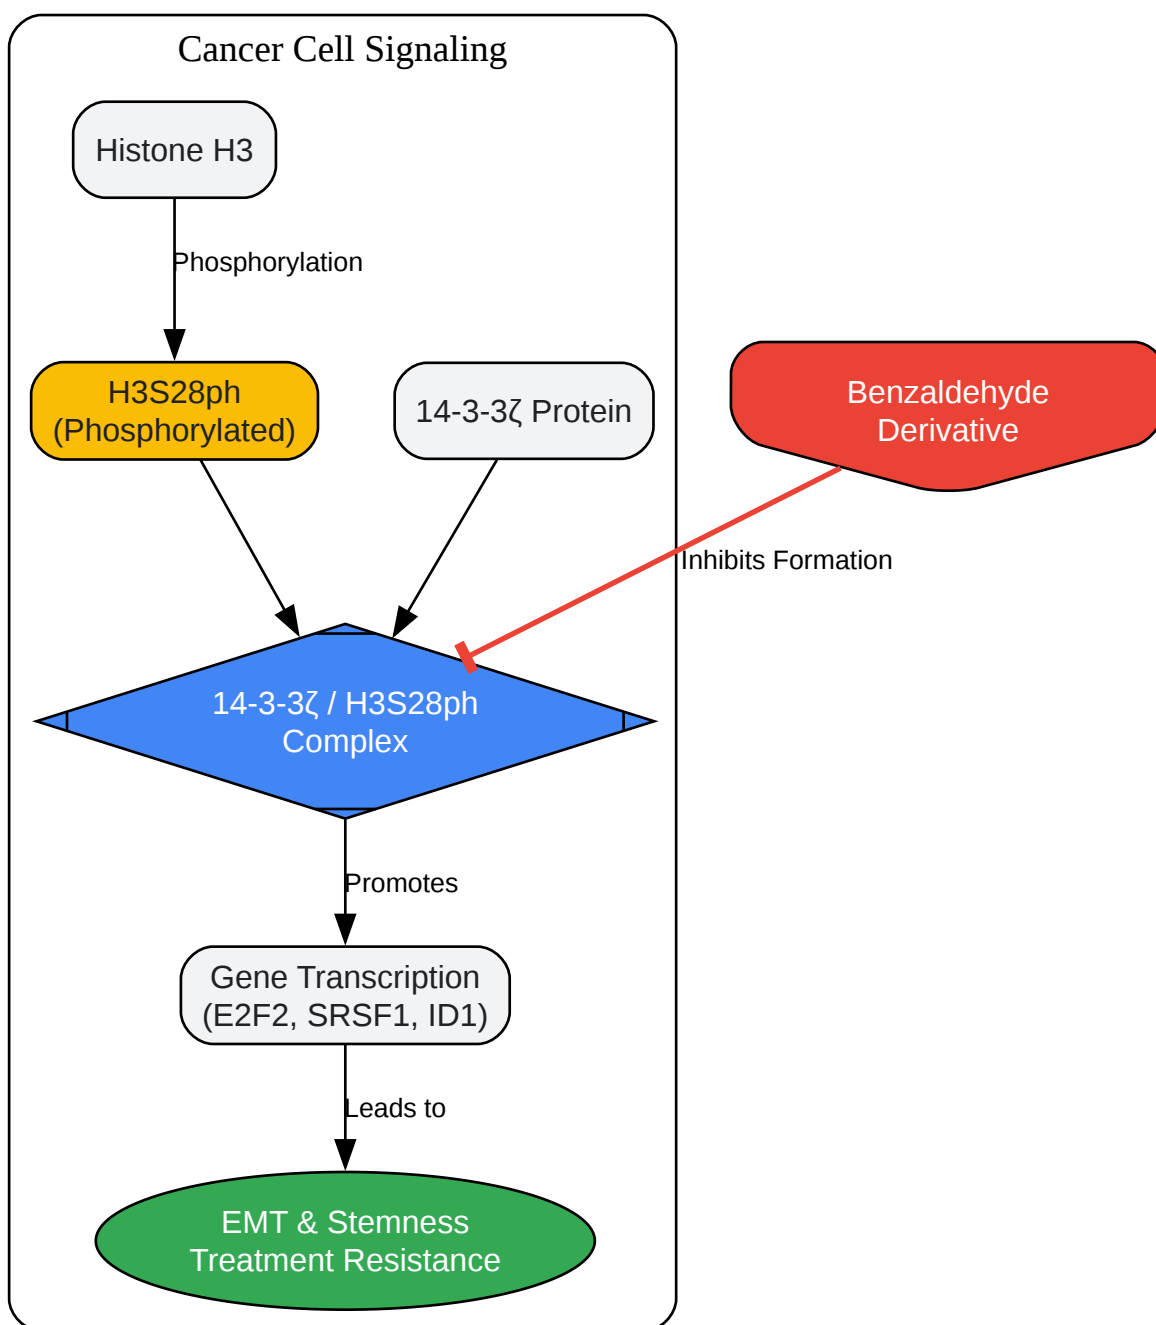 Cancer Cell Signaling
Histone H3
Phosphorylation
H3S28ph
(Phosphorylated)
14-3-3ζ Protein
Benzaldehyde
Derivative
Inhibits Formation
14-3-3ζ / H3S28ph
Complex
Promotes
Gene Transcription
(E2F2, SRSF1, ID1)
Leads to
EMT & Stemness
Treatment Resistance